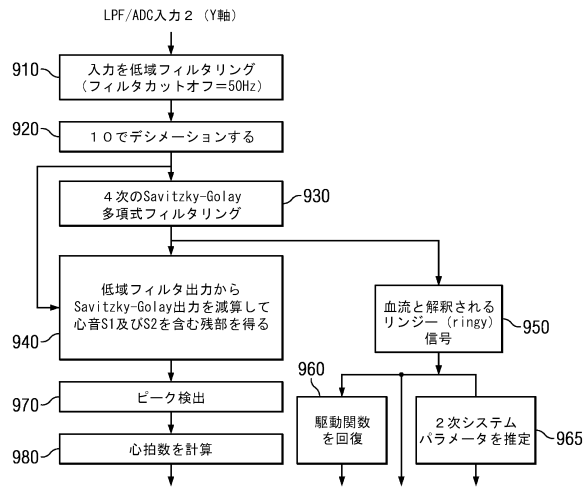 LPF/ADC入力2 (Y軸)
910
入力を低域フィルタリング
(フィルタカットオフ=50Hz)
920
10でデシメーションする
4次のSavitzky-Golay
多項式フィルタリング
930
低域フィルタ出力から
Savitzky-Golay出力を減算して
心音S1及びS2を含む残部を得る
940
血流と解釈される
リンジー (ringy)
信号
950
970
ピーク検出
960
駆動関数
を回復
2次システム
パラメータを推定
965
980
心拍数を計算